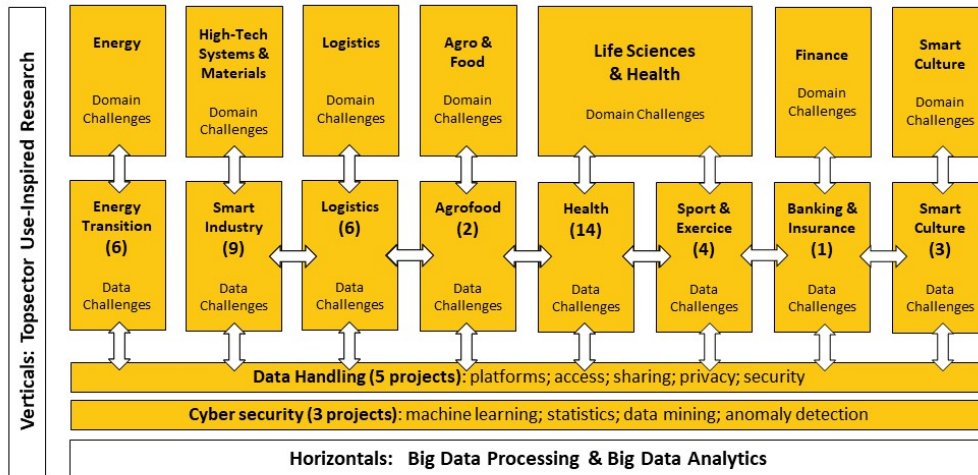 Verticals: Topsector Use-Inspired Research
Energy
Domain
Challenges
High-Tech
Systems &
Materials
Domain
Challenges
Logistics
Domain
Challenges
Agro &
Food
Domain
Challenges
Life Sciences
& Health
Domain Challenges
Finance
Domain
Challenges
Smart
Culture
Domain
Challenges
Energy
Transition
(6)
Data
Challenges
Smart
Industry
(9)
Data
Challenges
Logistics
(6)
Data
Challenges
Agrofood
(2)
Data
Challenges
Health
(14)
Data
Challenges
Sport &
Exercice
(4)
Data
Challenges
Banking &
Insurance
(1)
Data
Challenges
Smart
Culture
(3)
Data
Challenges
Data Handling (5 projects): platforms; access; sharing; privacy; security
Cyber security (3 projects): machine learning; statistics; data mining; anomaly detection
Horizontals: Big Data Processing & Big Data Analytics